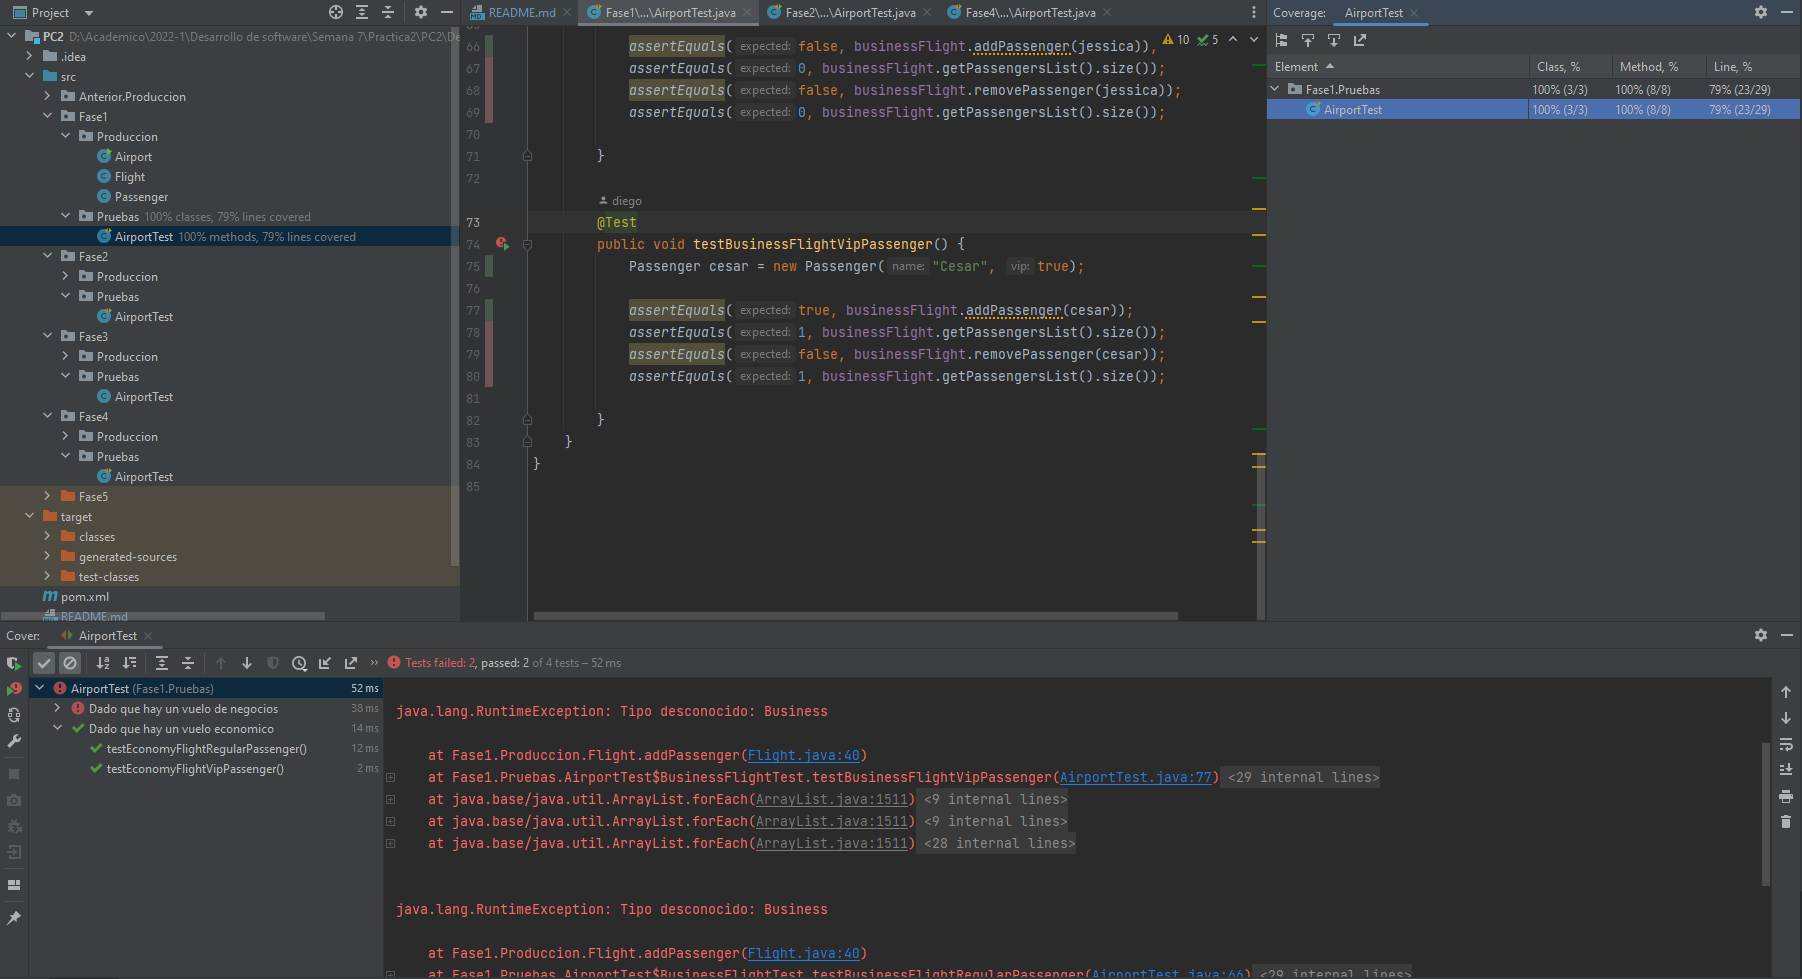 Project
PC2 D:\Academico\2022-1\Desarrollo de software\Semana 7\Practica2\PC2\De
.idea
src
Anterior.Produccion
Fase1
Produccion
Airport
Flight
Passenger
Pruebas 100% classes, 79% lines covered
AirportTest 100% methods, 79% lines covered
Fase2
Produccion
Pruebas
AirportTest
Fase3
Produccion
Pruebas
AirportTest
Fase4
Produccion
Pruebas
AirportTest
Fase5
target
classes
generated-sources
test-classes
pom.xml
README.md
README.md Fase1\...\AirportTest.java Fase2\...\AirportTest.java Fase4\...\AirportTest.java
10 5
66 assertEquals( expected: false, businessFlight.addPassenger(jessica));
67 assertEquals( expected: 0, businessFlight.getPassengersList().size());
68 assertEquals( expected: false, businessFlight.removePassenger(jessica));
69 assertEquals( expected: 0, businessFlight.getPassengersList().size());
70
71 }
72
diego
73 @Test
74 public void testBusinessFlightVipPassenger() {
75 Passenger cesar = new Passenger( name: "Cesar", vip: true);
76
77 assertEquals( expected: true, businessFlight.addPassenger(cesar));
78 assertEquals( expected: 1, businessFlight.getPassengersList().size());
79 assertEquals( expected: false, businessFlight.removePassenger(cesar));
80 assertEquals( expected: 1, businessFlight.getPassengersList().size());
81
82 }
83 }
84 }
85
Coverage: AirportTest
Element Class, % Method, % Line, %
Fase1.Pruebas 100% (3/3) 100% (8/8) 79% (23/29)
AirportTest 100% (3/3) 100% (8/8) 79% (23/29)
Cover: AirportTest
Tests failed: 2, passed: 2 of 4 tests – 52 ms
AirportTest (Fase1.Pruebas) 52 ms
Dado que hay un vuelo de negocios 38 ms
Dado que hay un vuelo economico 14 ms
testEconomyFlightRegularPassenger() 12 ms
testEconomyFlightVipPassenger() 2 ms
java.lang.RuntimeException: Tipo desconocido: Business
at Fase1.Produccion.Flight.addPassenger(Flight.java:40)
at Fase1.Pruebas.AirportTest$BusinessFlightTest.testBusinessFlightVipPassenger(AirportTest.java:77) <29 internal lines>
at java.base/java.util.ArrayList.forEach(ArrayList.java:1511) <9 internal lines>
at java.base/java.util.ArrayList.forEach(ArrayList.java:1511) <9 internal lines>
at java.base/java.util.ArrayList.forEach(ArrayList.java:1511) <28 internal lines>
java.lang.RuntimeException: Tipo desconocido: Business
at Fase1.Produccion.Flight.addPassenger(Flight.java:40)
at Fase1.Pruebas.AirportTest$BusinessFlightTest.testBusinessFlightRegularPassenger(AirportTest.java:66) <29 internal lines>